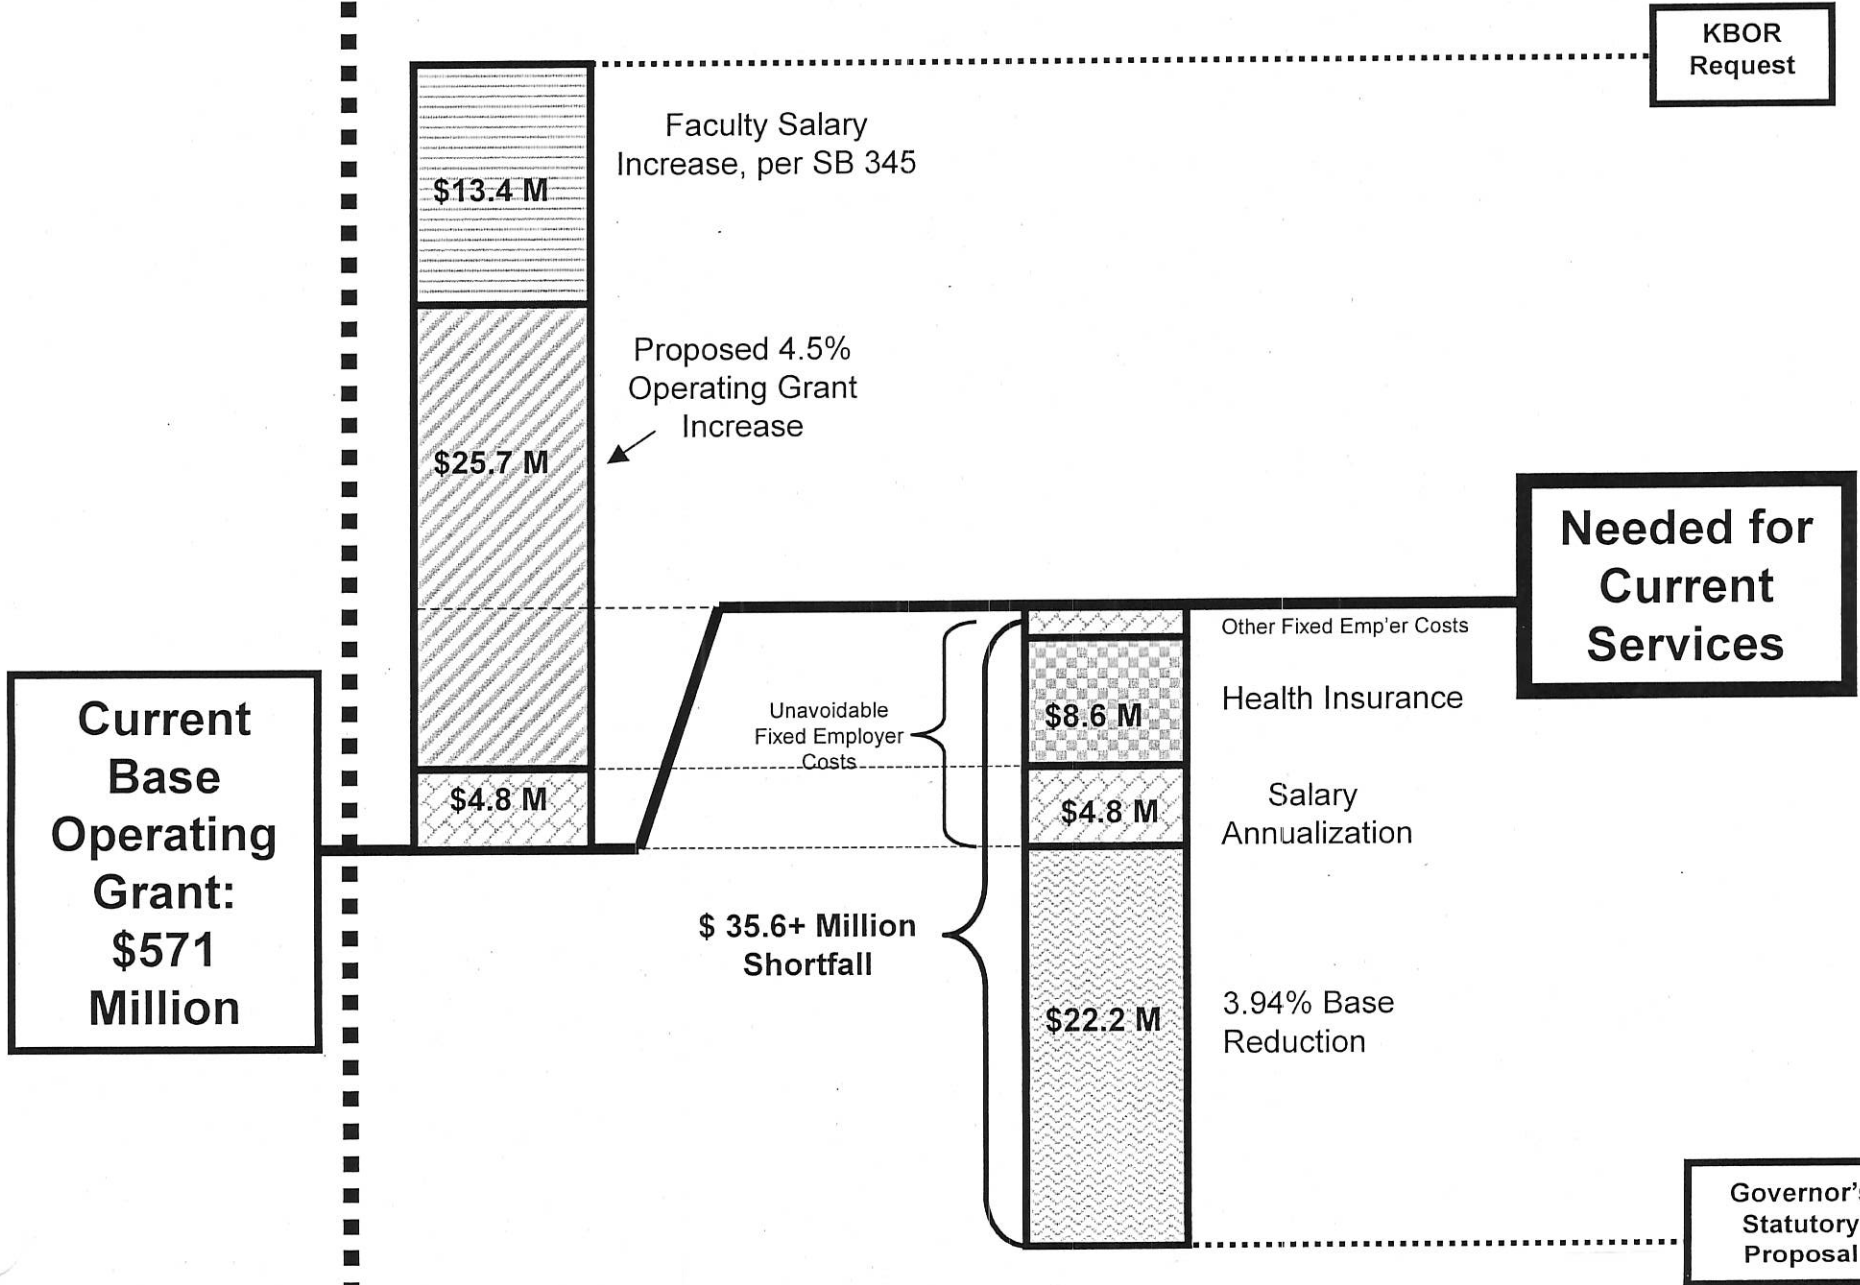 KBOR
Request
Faculty Salary
Increase, per SB 345
$13.4 M
Proposed 4.5%
Operating Grant
Increase
$25.7 M
$4.8 M
Current
Base
Operating
Grant:
$571
Million
Needed for
Current
Services
Other Fixed Emp'er Costs
Health Insurance
$8.6 M
Unavoidable
Fixed Employer
Costs
$4.8 M
Salary
Annualization
$ 35.6+ Million
Shortfall
$22.2 M
3.94% Base
Reduction
Governor's
Statutory
Proposal